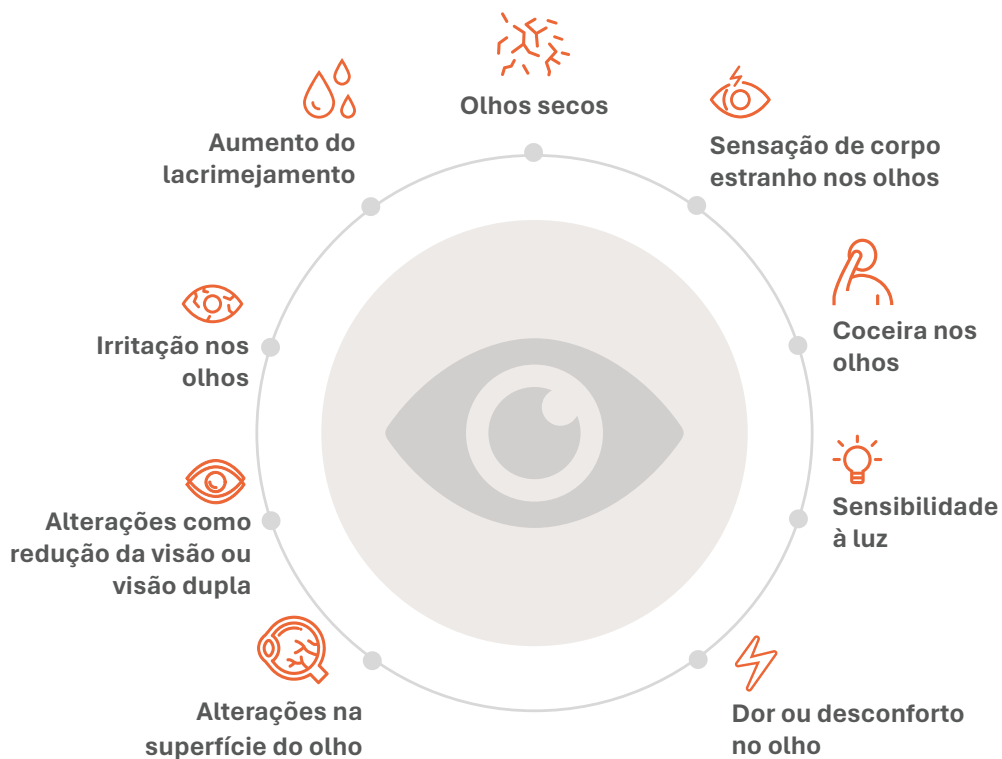 Olhos secos
Sensação de corpo
estranho nos olhos
Coceira nos
olhos
Sensibilidade
à luz
Dor ou desconforto
no olho
Alterações na
superfície do olho
Alterações como
redução da visão ou
visão dupla
Irritação nos
olhos
Aumento do
lacrimejamento